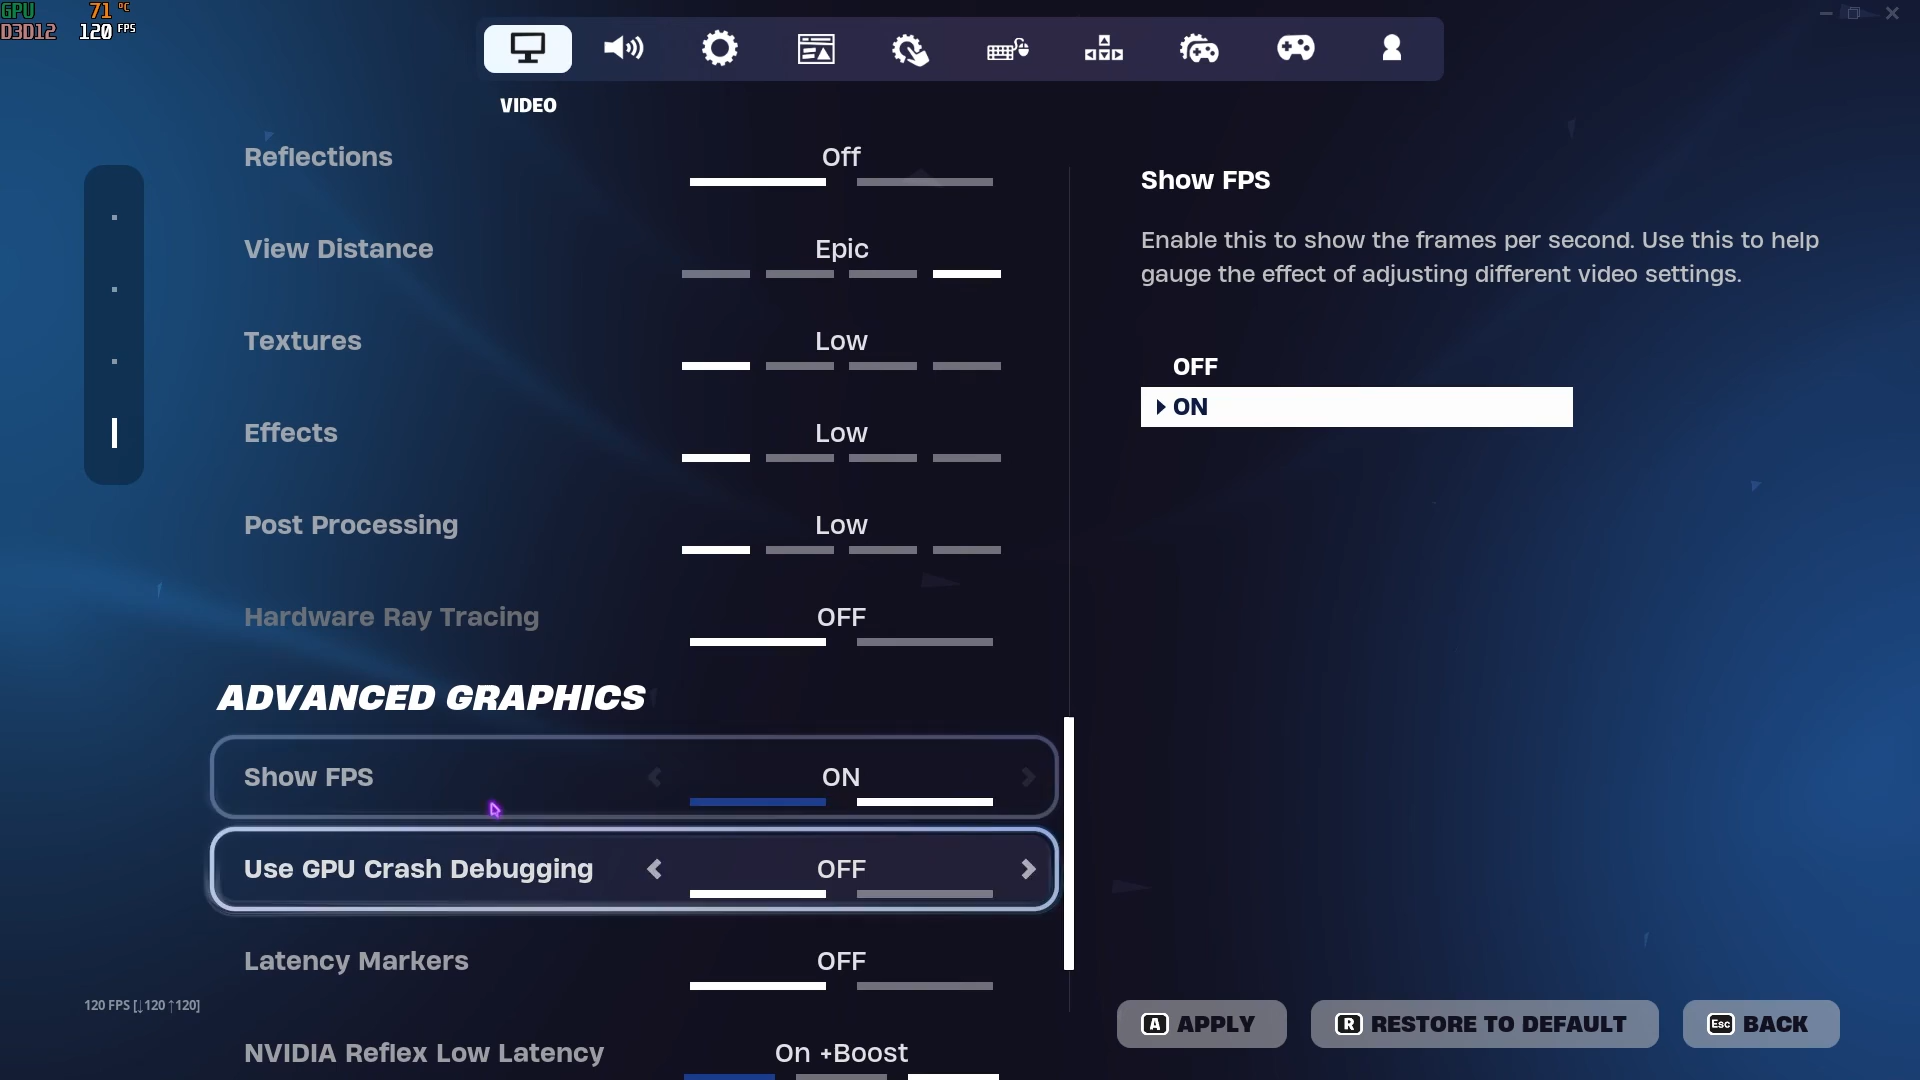 GPU 71 °C
D3D12 120 FPS
VIDEO
Reflections Off
View Distance Epic
Textures Low
Effects Low
Post Processing Low
Hardware Ray Tracing OFF
ADVANCED GRAPHICS
Show FPS ON
Use GPU Crash Debugging OFF
Latency Markers OFF
NVIDIA Reflex Low Latency On +Boost
Show FPS
Enable this to show the frames per second. Use this to help
gauge the effect of adjusting different video settings.
OFF
ON
120 FPS [↓120 ↑120]
A APPLY
R RESTORE TO DEFAULT
Esc BACK